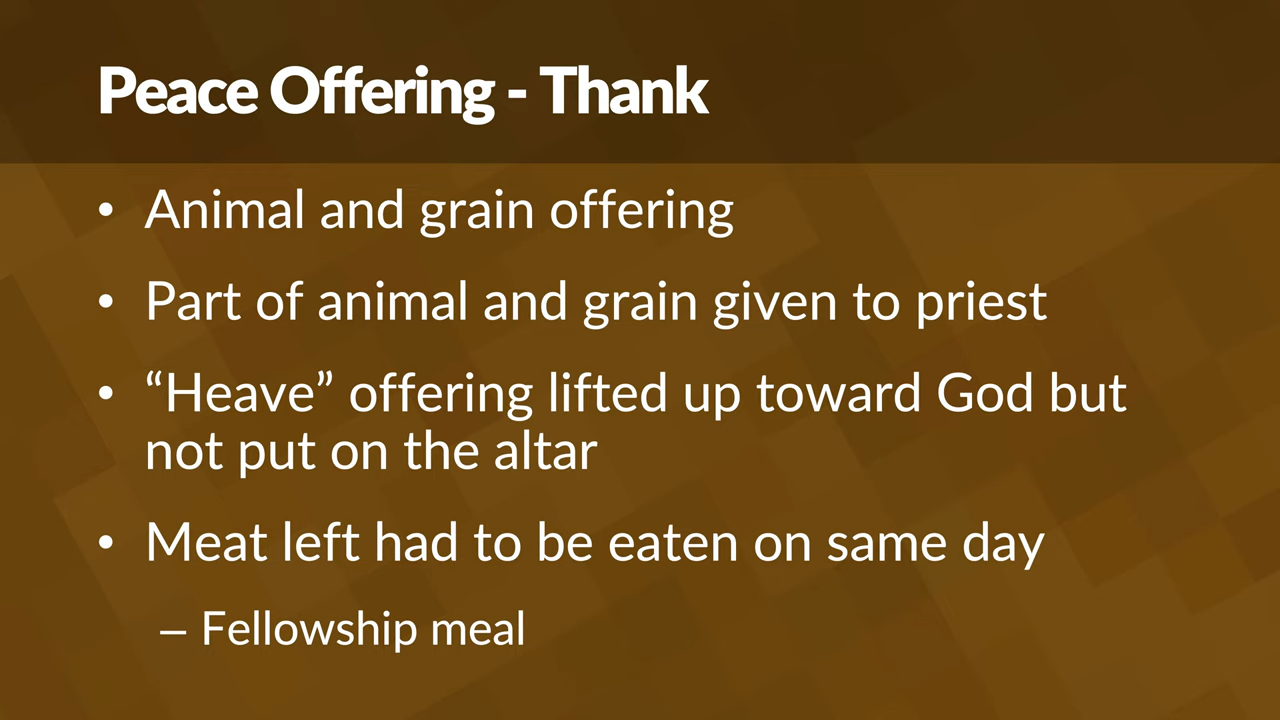 Peace Offering - Thank
• Animal and grain offering
• Part of animal and grain given to priest
• “Heave” offering lifted up toward God but
not put on the altar
• Meat left had to be eaten on same day
– Fellowship meal